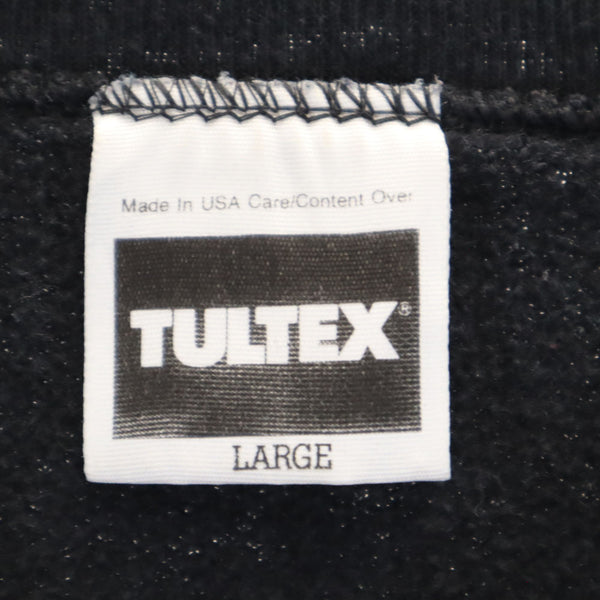 Made In USA Care/Content Over
TULTEX®
LARGE